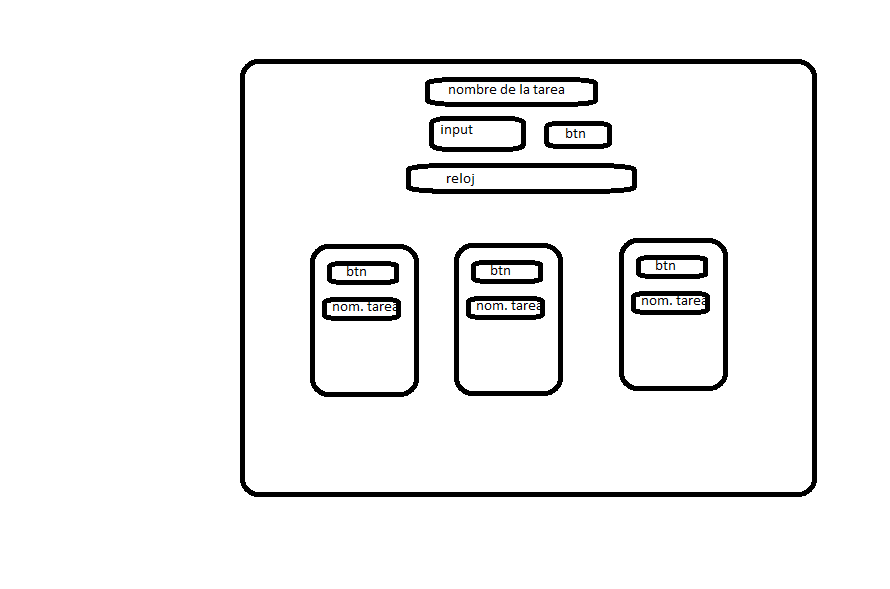 nombre de la tarea
input
btn
reloj
btn
btn
btn
nom. tarea
nom. tarea
nom. tarea